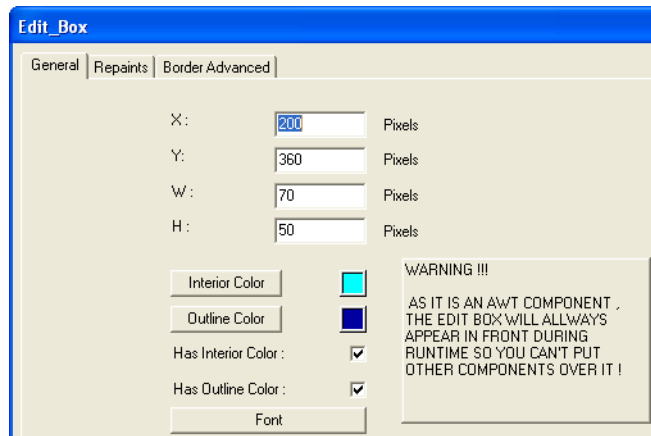 Edit_Box
General Repaints Border Advanced
X : 200 Pixels
Y: 360 Pixels
W : 70 Pixels
H : 50 Pixels
Interior Color
Outline Color
Has Interior Color :
Has Outline Color :
Font
WARNING !!!
AS IT IS AN AWT COMPONENT ,
THE EDIT BOX WILL ALLWAYS
APPEAR IN FRONT DURING
RUNTIME SO YOU CAN'T PUT
OTHER COMPONENTS OVER IT !